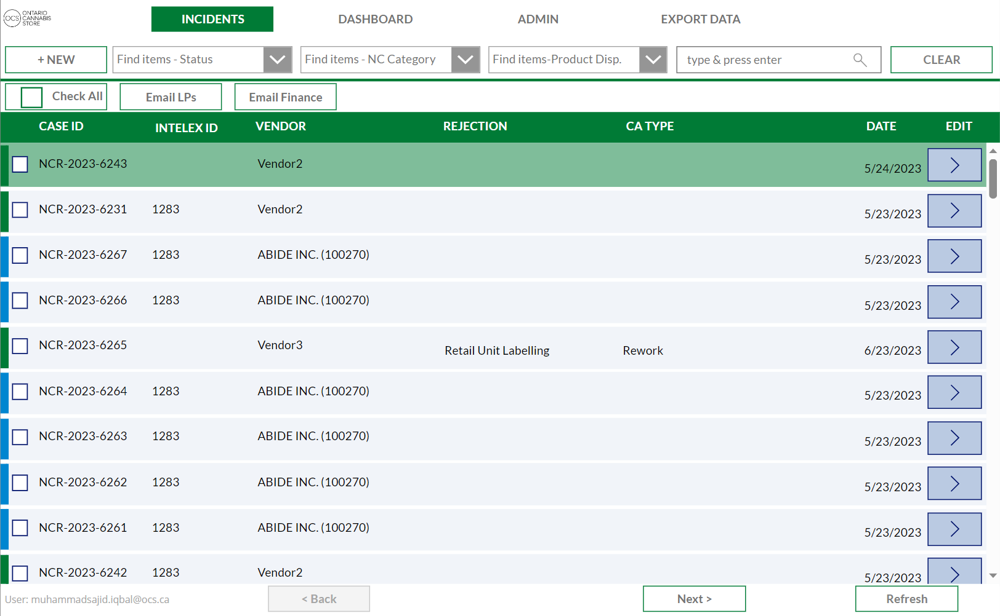 OCS ONTARIO CANNABIS STORE
INCIDENTS DASHBOARD ADMIN EXPORT DATA
+ NEW Find items - Status Find items - NC Category Find items-Product Disp. type & press enter CLEAR
Check All Email LPs Email Finance
CASE ID INTELEX ID VENDOR REJECTION CA TYPE DATE EDIT
NCR-2023-6243 Vendor2 5/24/2023
NCR-2023-6231 1283 Vendor2 5/23/2023
NCR-2023-6267 1283 ABIDE INC. (100270) 5/23/2023
NCR-2023-6266 1283 ABIDE INC. (100270) 5/23/2023
NCR-2023-6265 Vendor3 Retail Unit Labelling Rework 6/23/2023
NCR-2023-6264 1283 ABIDE INC. (100270) 5/23/2023
NCR-2023-6263 1283 ABIDE INC. (100270) 5/23/2023
NCR-2023-6262 1283 ABIDE INC. (100270) 5/23/2023
NCR-2023-6261 1283 ABIDE INC. (100270) 5/23/2023
NCR-2023-6242 1283 Vendor2 5/23/2023
User: muhammadsajid.iqbal@ocs.ca < Back Next > Refresh